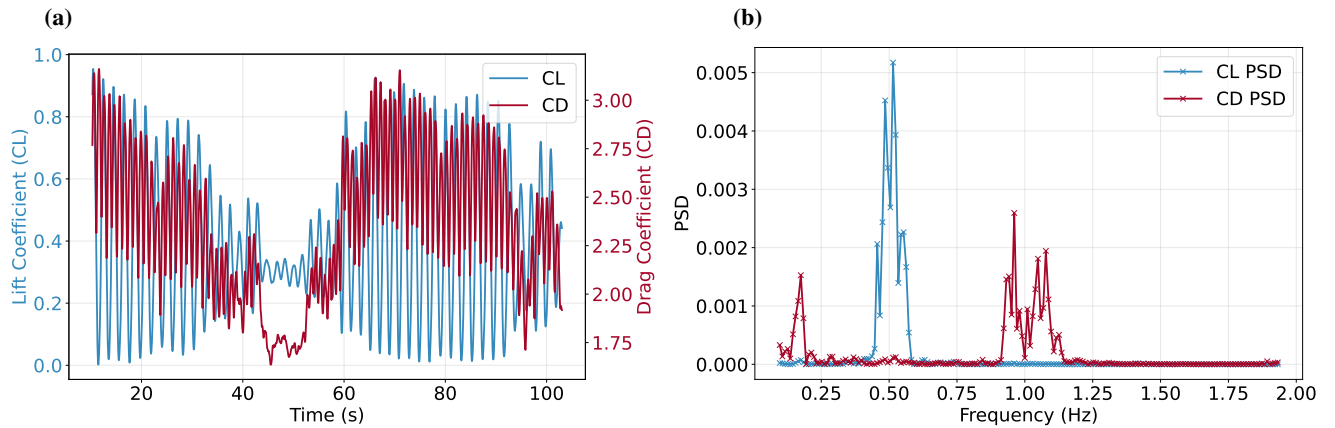 (a)
(b)
1.0
0.8
0.6
0.4
0.2
0.0
Lift Coefficient (CL)
CL
CD
3.00
2.75
2.50
2.25
2.00
1.75
Drag Coefficient (CD)
20
40
60
80
100
Time (s)
0.005
0.004
0.003
0.002
0.001
0.000
PSD
CL PSD
CD PSD
0.25
0.50
0.75
1.00
1.25
1.50
1.75
2.00
Frequency (Hz)